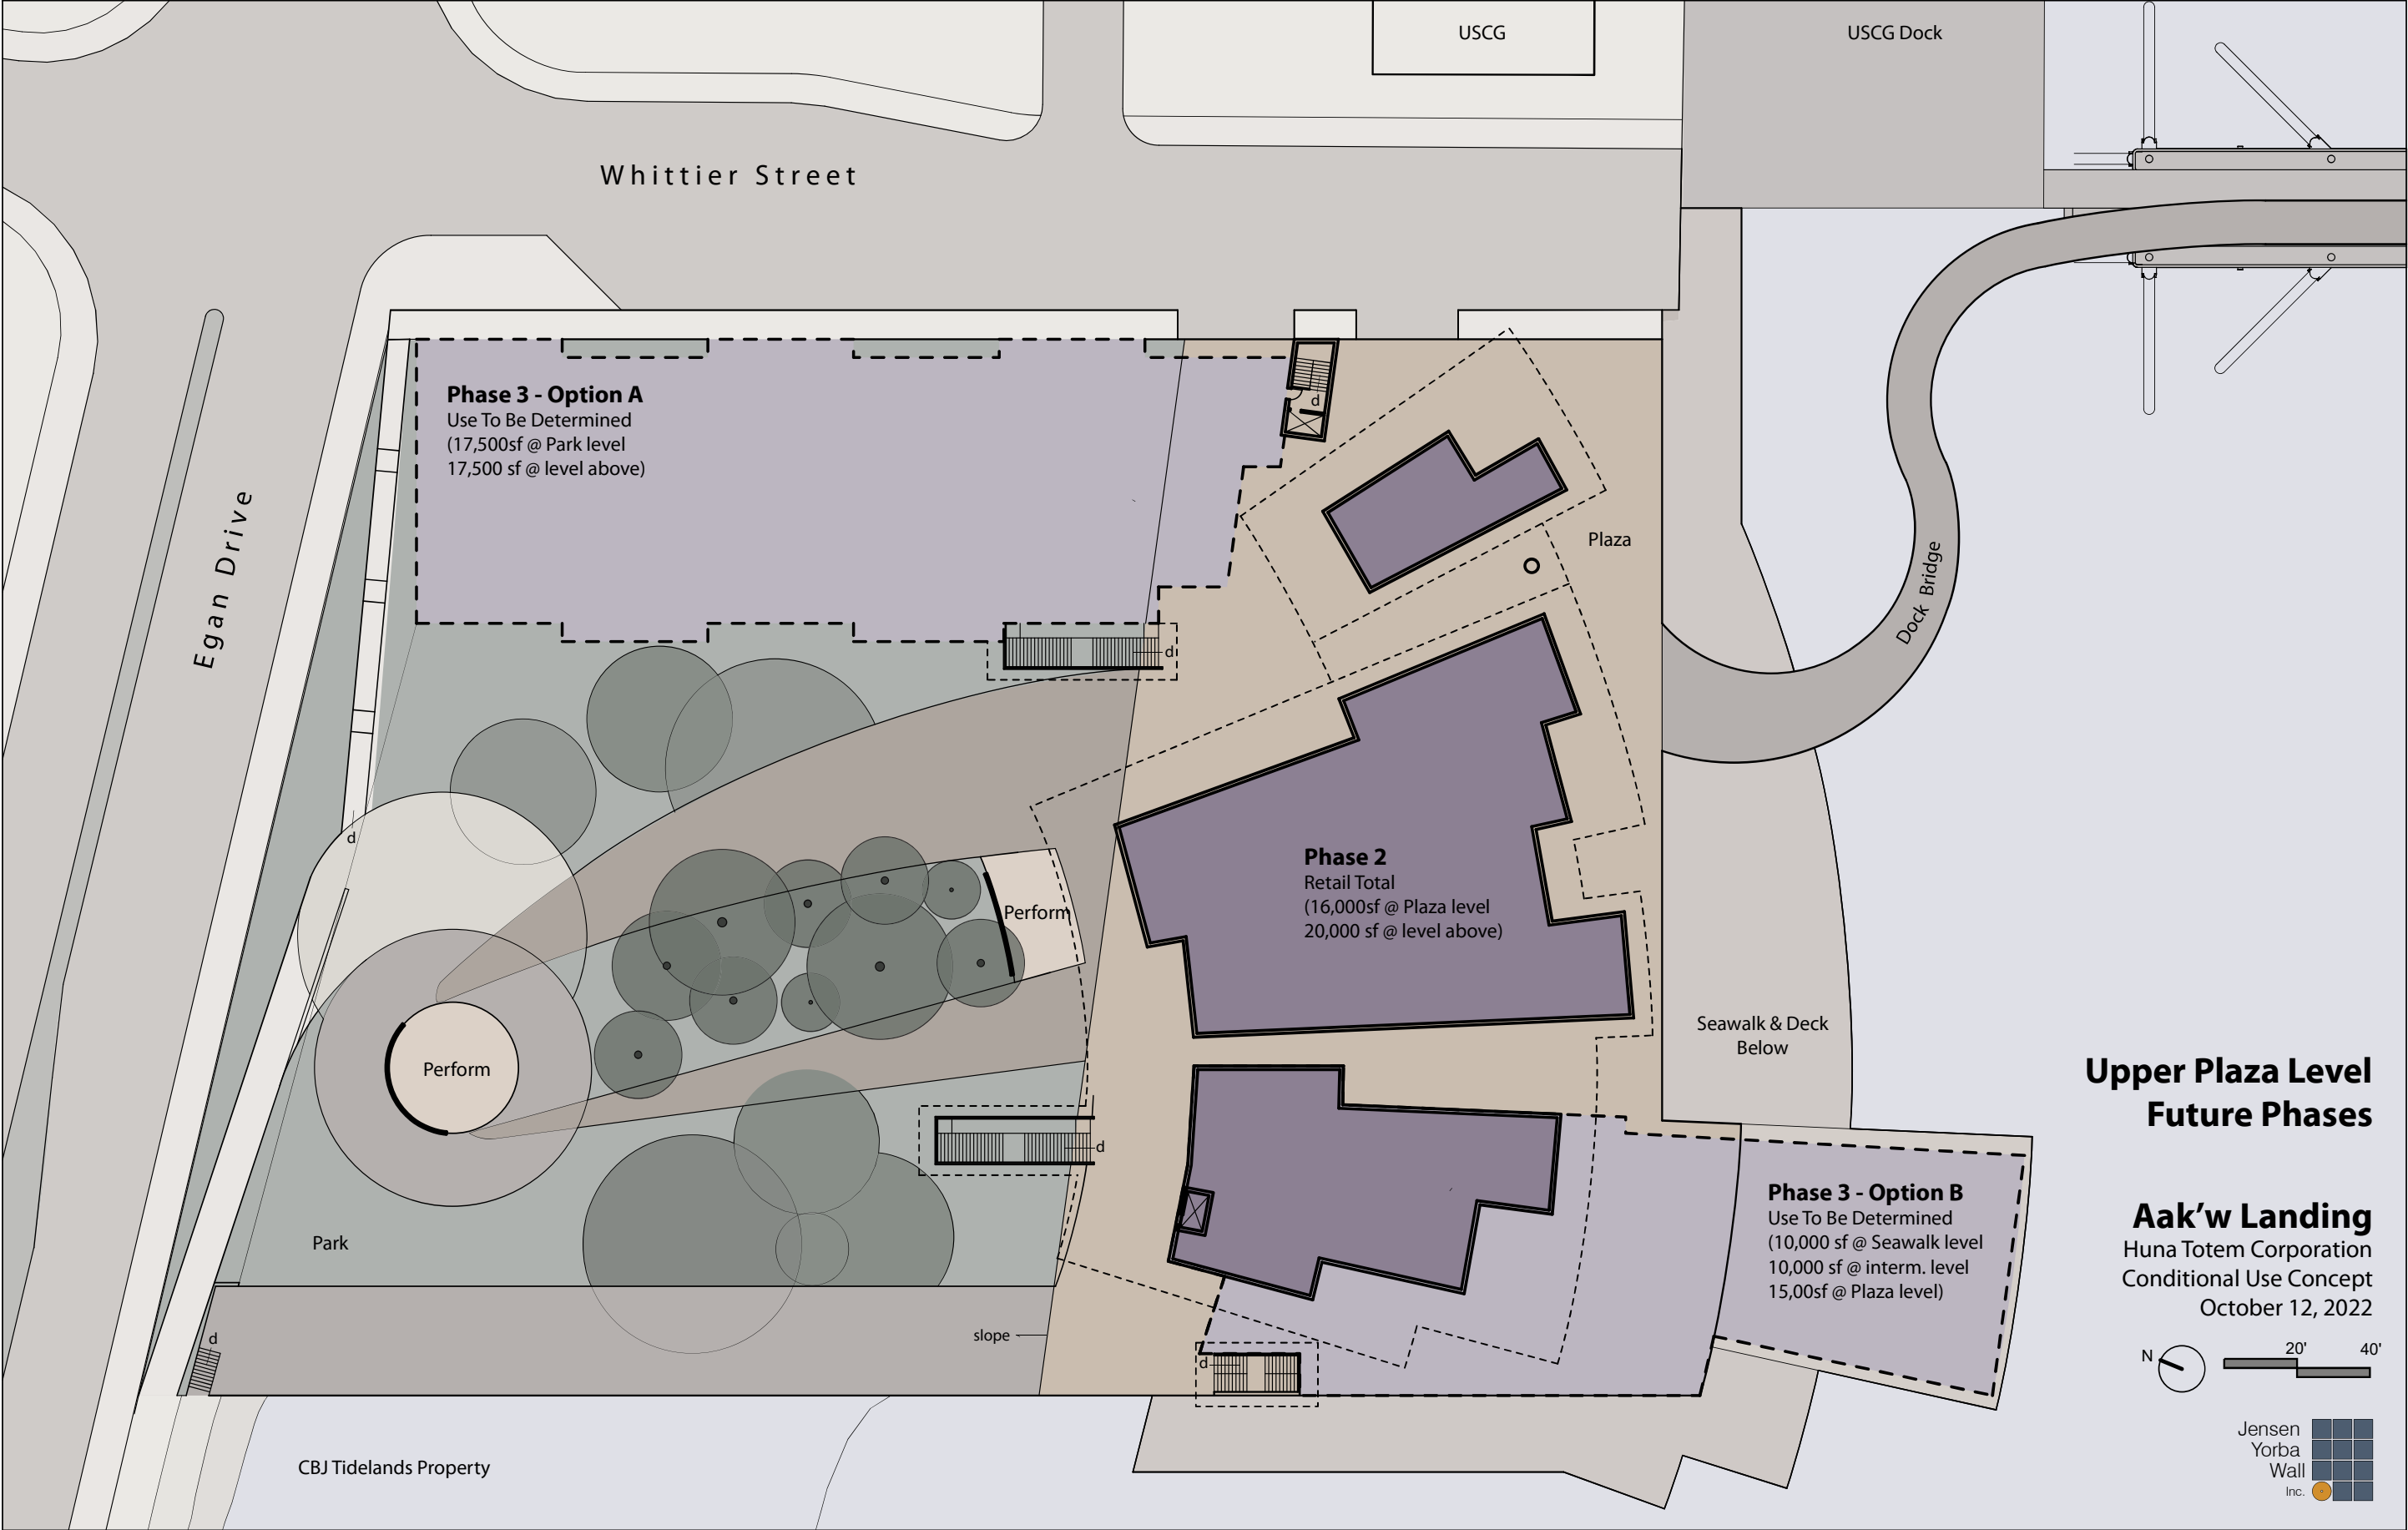 USCG
USCG Dock
Whittier Street
Egan Drive
Phase 3 - Option A
Use To Be Determined
(17,500sf @ Park level
17,500 sf @ level above)
d
Plaza
Dock Bridge
d
d
Phase 2
Retail Total
(16,000sf @ Plaza level
20,000 sf @ level above)
Perform
Perform
Seawalk & Deck
Below
d
Park
slope
d
d
Phase 3 - Option B
Use To Be Determined
(10,000 sf @ Seawalk level
10,000 sf @ interm. level
15,00sf @ Plaza level)
CBJ Tidelands Property
Upper Plaza Level
Future Phases
Aak’w Landing
Huna Totem Corporation
Conditional Use Concept
October 12, 2022
N
20'
40'
Jensen
Yorba
Wall
Inc.